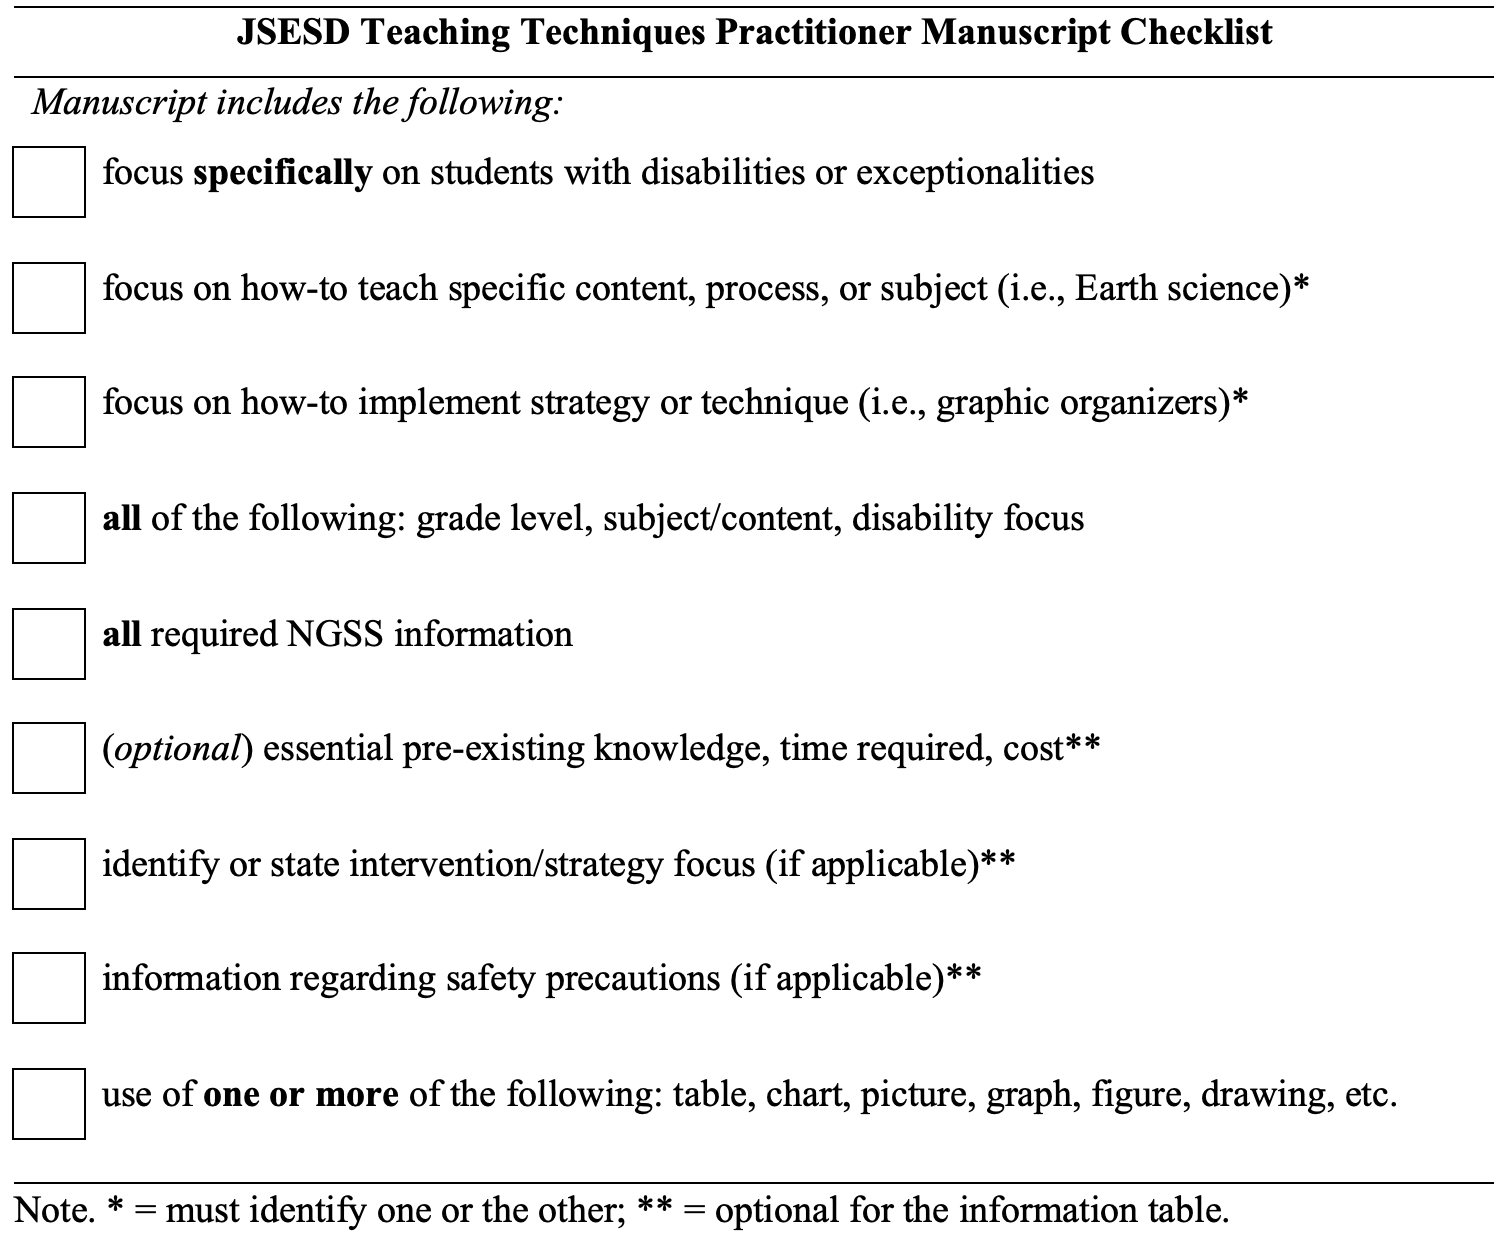 JSESD Teaching Techniques Practitioner Manuscript Checklist
Manuscript includes the following:
focus specifically on students with disabilities or exceptionalities
focus on how-to teach specific content, process, or subject (i.e., Earth science)*
focus on how-to implement strategy or technique (i.e., graphic organizers)*
all of the following: grade level, subject/content, disability focus
all required NGSS information
(optional) essential pre-existing knowledge, time required, cost**
identify or state intervention/strategy focus (if applicable)**
information regarding safety precautions (if applicable)**
use of one or more of the following: table, chart, picture, graph, figure, drawing, etc.
Note. * = must identify one or the other; ** = optional for the information table.